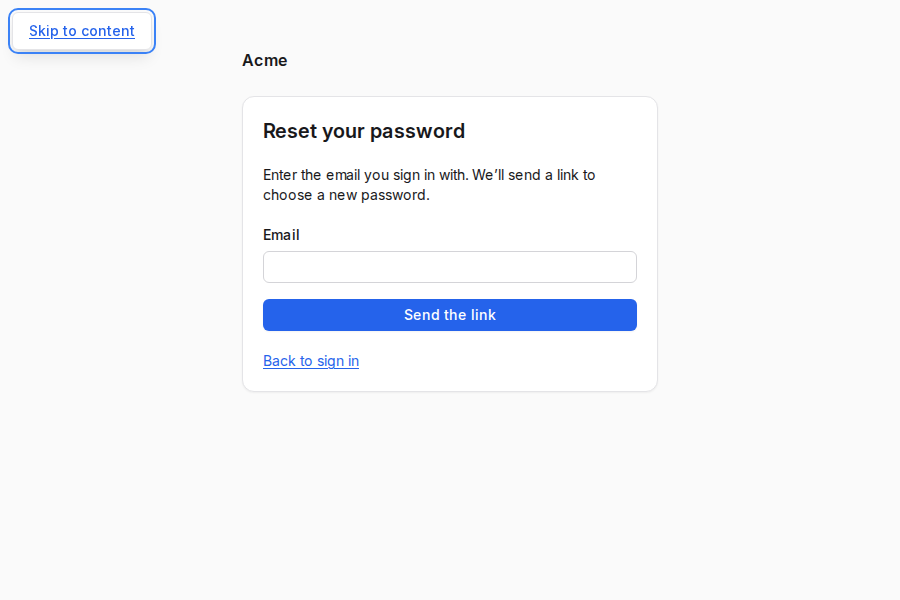 Skip to content
Acme
Reset your password
Enter the email you sign in with. We’ll send a link to
choose a new password.
Email
Send the link
Back to sign in